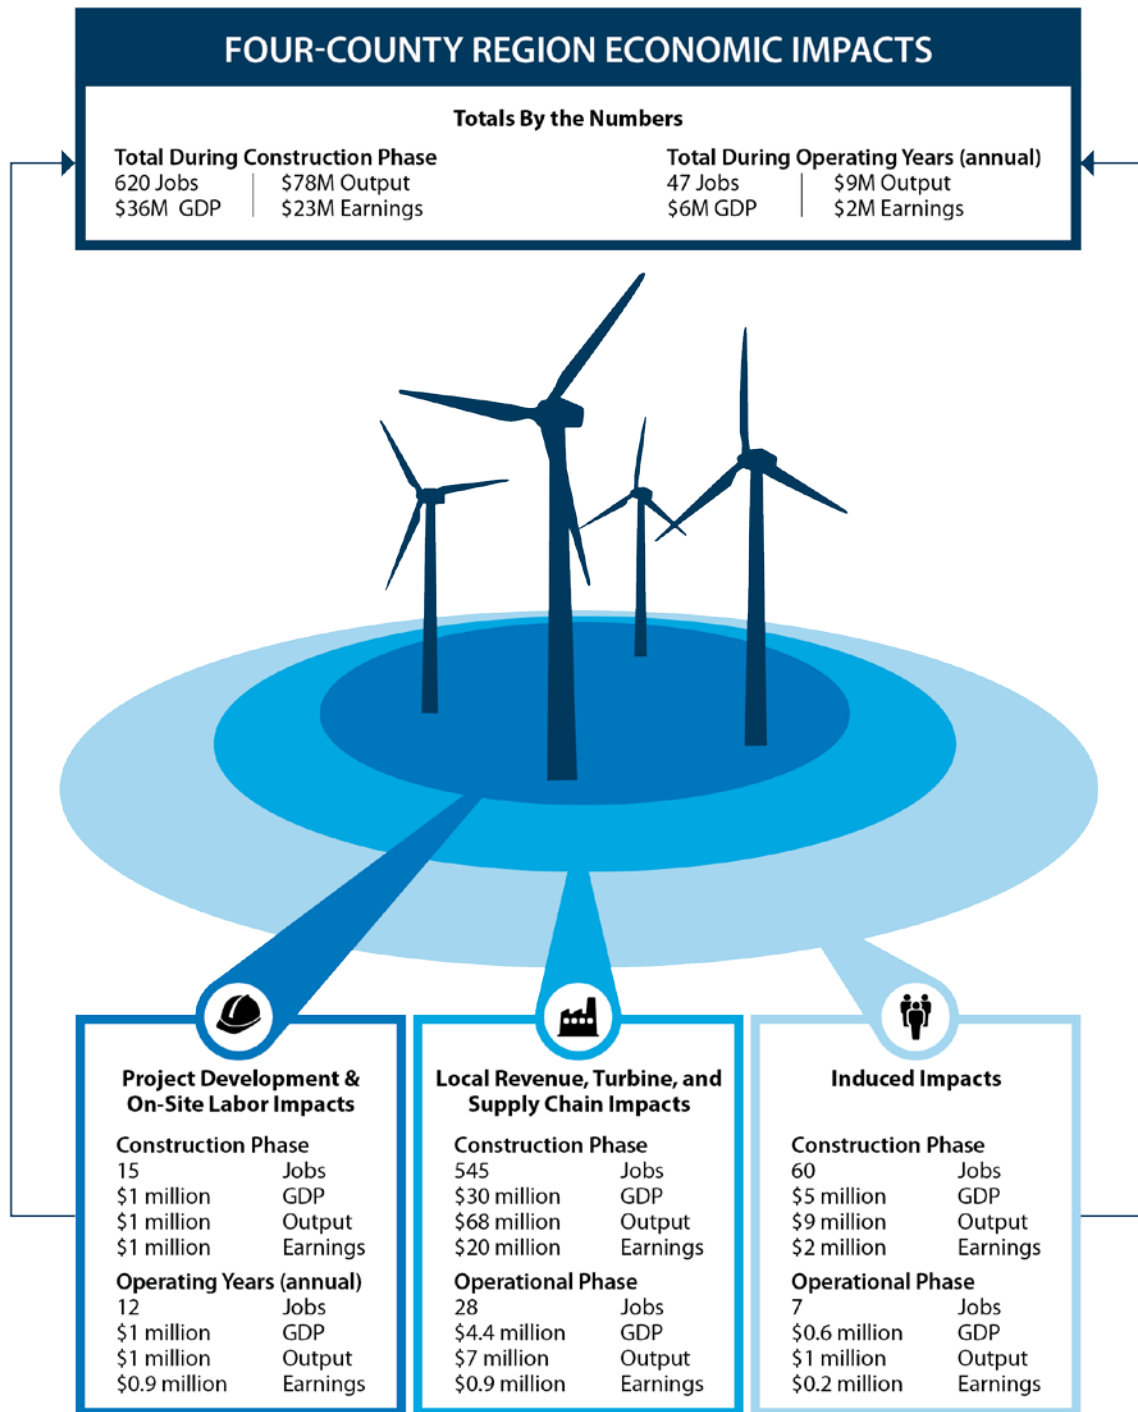 FOUR-COUNTY REGION ECONOMIC IMPACTS
Totals By the Numbers
Total During Construction Phase
620 Jobs $78M Output
$36M GDP $23M Earnings
Total During Operating Years (annual)
47 Jobs $9M Output
$6M GDP $2M Earnings
Project Development &
On-Site Labor Impacts
Construction Phase
15 Jobs
$1 million GDP
$1 million Output
$1 million Earnings
Operating Years (annual)
12 Jobs
$1 million GDP
$1 million Output
$0.9 million Earnings
Local Revenue, Turbine, and
Supply Chain Impacts
Construction Phase
545 Jobs
$30 million GDP
$68 million Output
$20 million Earnings
Operational Phase
28 Jobs
$4.4 million GDP
$7 million Output
$0.9 million Earnings
Induced Impacts
Construction Phase
60 Jobs
$5 million GDP
$9 million Output
$2 million Earnings
Operational Phase
7 Jobs
$0.6 million GDP
$1 million Output
$0.2 million Earnings